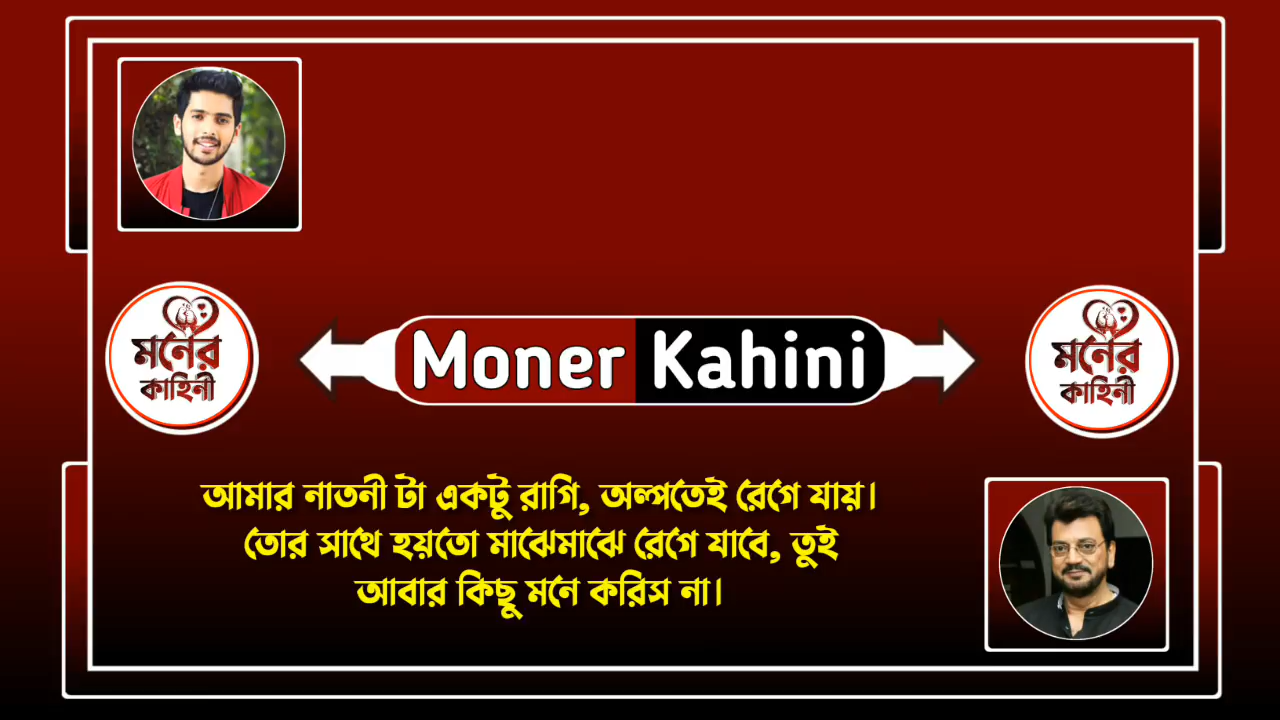 মনের
কাহিনী
Moner Kahini
মনের
কাহিনী
আমার নাতনী টা একটু রাগি, অল্পতেই রেগে যায়।
তোর সাথে হয়তো মাঝেমাঝে রেগে যাবে, তুই
আবার কিছু মনে করিস না।